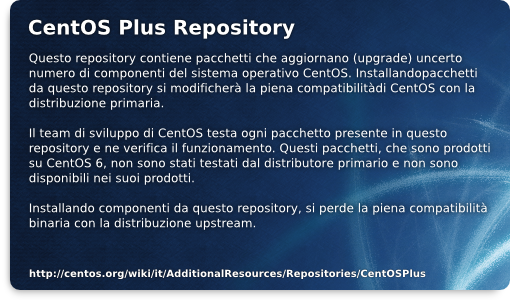 CentOS Plus Repository
Questo repository contiene pacchetti che aggiornano (upgrade) uncerto
numero di componenti del sistema operativo CentOS. Installandopacchetti
da questo repository si modificherà la piena compatibilitàdi CentOS con la
distribuzione primaria.
Il team di sviluppo di CentOS testa ogni pacchetto presente in questo
repository e ne verifica il funzionamento. Questi pacchetti, che sono prodotti
su CentOS 6, non sono stati testati dal distributore primario e non sono
disponibili nei suoi prodotti.
Installando componenti da questo repository, si perde la piena compatibilità
binaria con la distribuzione upstream.
http://centos.org/wiki/it/AdditionalResources/Repositories/CentOSPlus